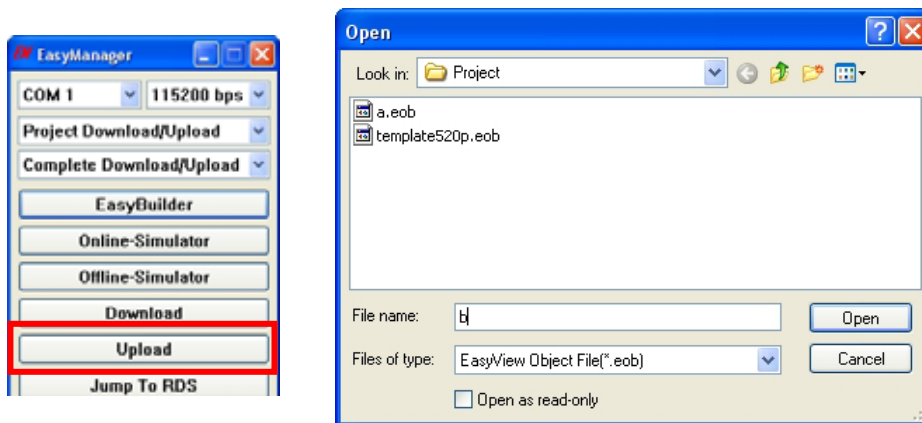 EasyManager
COM 1
115200 bps
Project Download/Upload
Complete Download/Upload
EasyBuilder
Online-Simulator
Offline-Simulator
Download
Upload
Jump To RDS
Open
Look in:
Project
a.eob
template520p.eob
File name:
b
Open
Files of type:
EasyView Object File(*.eob)
Cancel
Open as read-only